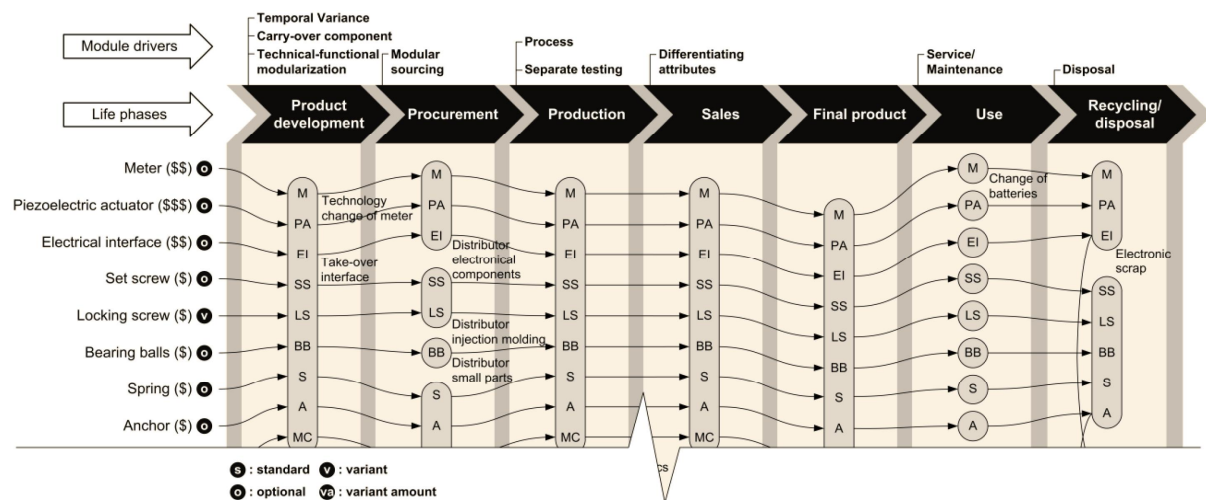 Module drivers
Temporal Variance
Carry-over component
Technical-functional
modularization
Modular
sourcing
Process
Separate testing
Differentiating
attributes
Service/
Maintenance
Disposal
Life phases
Product
development
Procurement
Production
Sales
Final product
Use
Recycling/
disposal
Meter ($$) o
Piezoelectric actuator ($$$) o
Electrical interface ($$) o
Set screw ($) o
Locking screw ($) v
Bearing balls ($) o
Spring ($) o
Anchor ($) o
M
PA
EI
SS
LS
BB
S
A
MC
Technology
change of meter
Take-over
interface
M
PA
EI
SS
LS
BB
S
A
Distributor
electronical
components
Distributor
injection molding
Distributor
small parts
M
PA
EI
SS
LS
BB
S
A
MC
M
PA
EI
SS
LS
BB
S
A
MC
cs
M
PA
EI
SS
LS
BB
S
A
M
PA
EI
SS
LS
BB
S
A
Change of
batteries
M
PA
EI
SS
LS
BB
S
A
Electronic
scrap
s : standard v : variant
o : optional va : variant amount